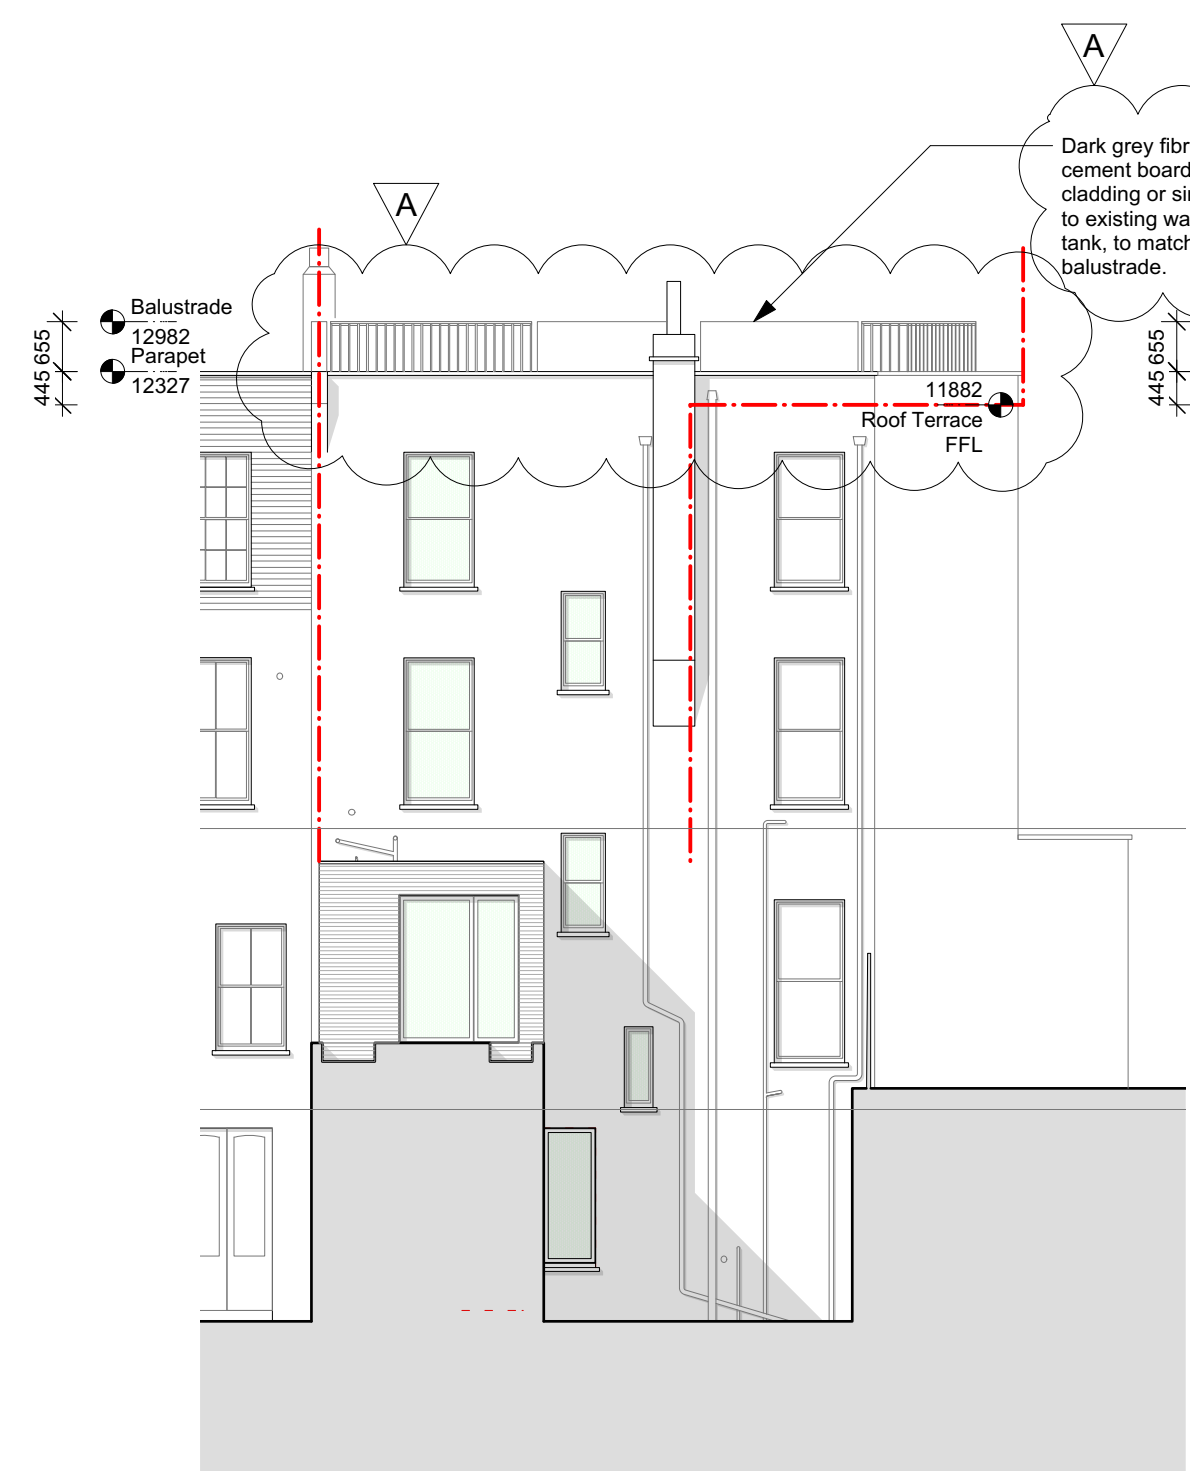 A
Dark grey fibr
cement board
cladding or sin
to existing wa
tank, to match
balustrade.
A
Balustrade
12982
Parapet
12327
655
445
11882
Roof Terrace
FFL
655
445